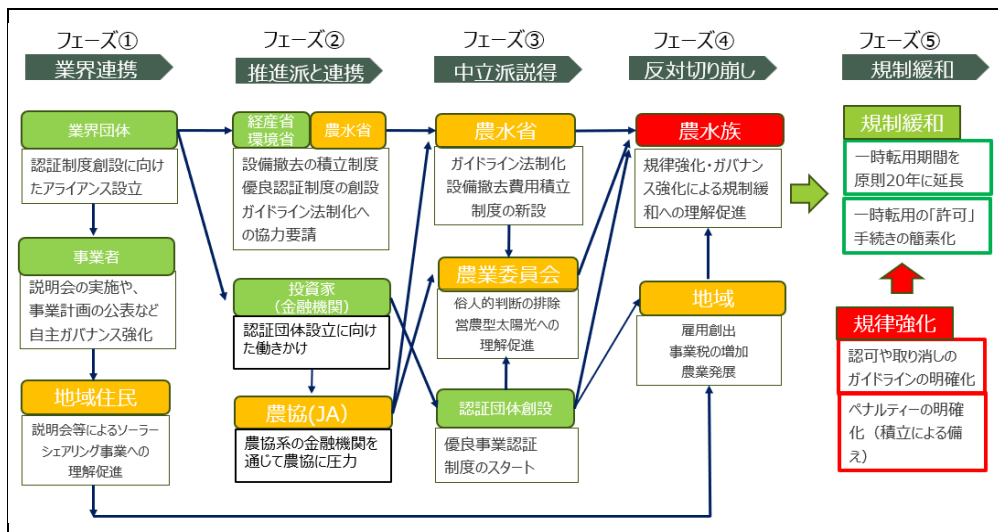 フェーズ①
業界連携
フェーズ②
推進派と連携
フェーズ③
中立派説得
フェーズ④
反対切り崩し
フェーズ⑤
規制緩和
業界団体
認証制度創設に向け
たアライアンス設立
事業者
説明会の実施や、
事業計画の公表など
自主ガバナンス強化
地域住民
説明会等によるソーラー
シェアリング事業への
理解促進
経産省
環境省
農水省
設備撤去の積立制度
優良認証制度の創設
ガイドライン法制化へ
の協力要請
投資家
(金融機関)
認証団体設立に向け
た働きかけ
農協(JA)
農協系の金融機関を
通じて農協に圧力
農水省
ガイドライン法制化
設備撤去費用積立
制度の新設
農業委員会
俗人的判断の排除
営農型太陽光への
理解促進
認証団体創設
優良事業認証
制度のスタート
農水族
規律強化・ガバナン
ス強化による規制緩
和への理解促進
地域
雇用創出
事業税の増加
農業発展
規制緩和
一時転用期間を
原則20年に延長
一時転用の「許可」
手続きの簡素化
規律強化
認可や取り消しの
ガイドラインの明確化
ペナルティーの明確
化（積立による備
え）